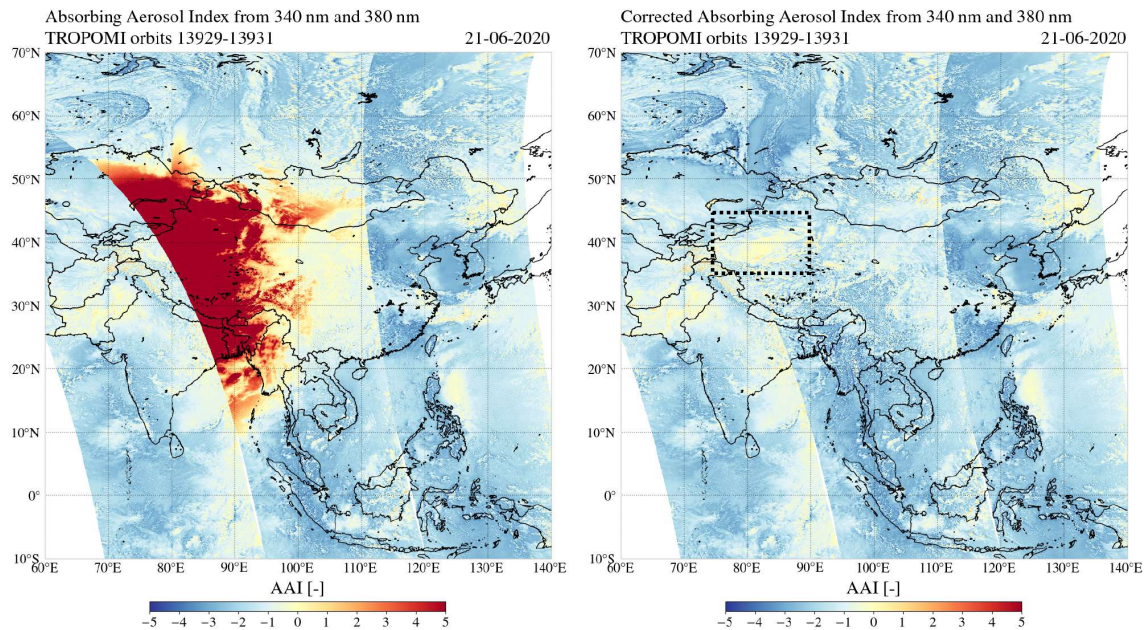 Absorbing Aerosol Index from 340 nm and 380 nm
TROPOMI orbits 13929-13931 21-06-2020
70°N
60°N
50°N
40°N
30°N
20°N
10°N
0°
10°S
60°E 70°E 80°E 90°E 100°E 110°E 120°E 130°E 140°E
AAI [-]
−5 −4 −3 −2 −1 0 1 2 3 4 5
Corrected Absorbing Aerosol Index from 340 nm and 380 nm
TROPOMI orbits 13929-13931 21-06-2020
70°N
60°N
50°N
40°N
30°N
20°N
10°N
0°
10°S
60°E 70°E 80°E 90°E 100°E 110°E 120°E 130°E 140°E
AAI [-]
−5 −4 −3 −2 −1 0 1 2 3 4 5